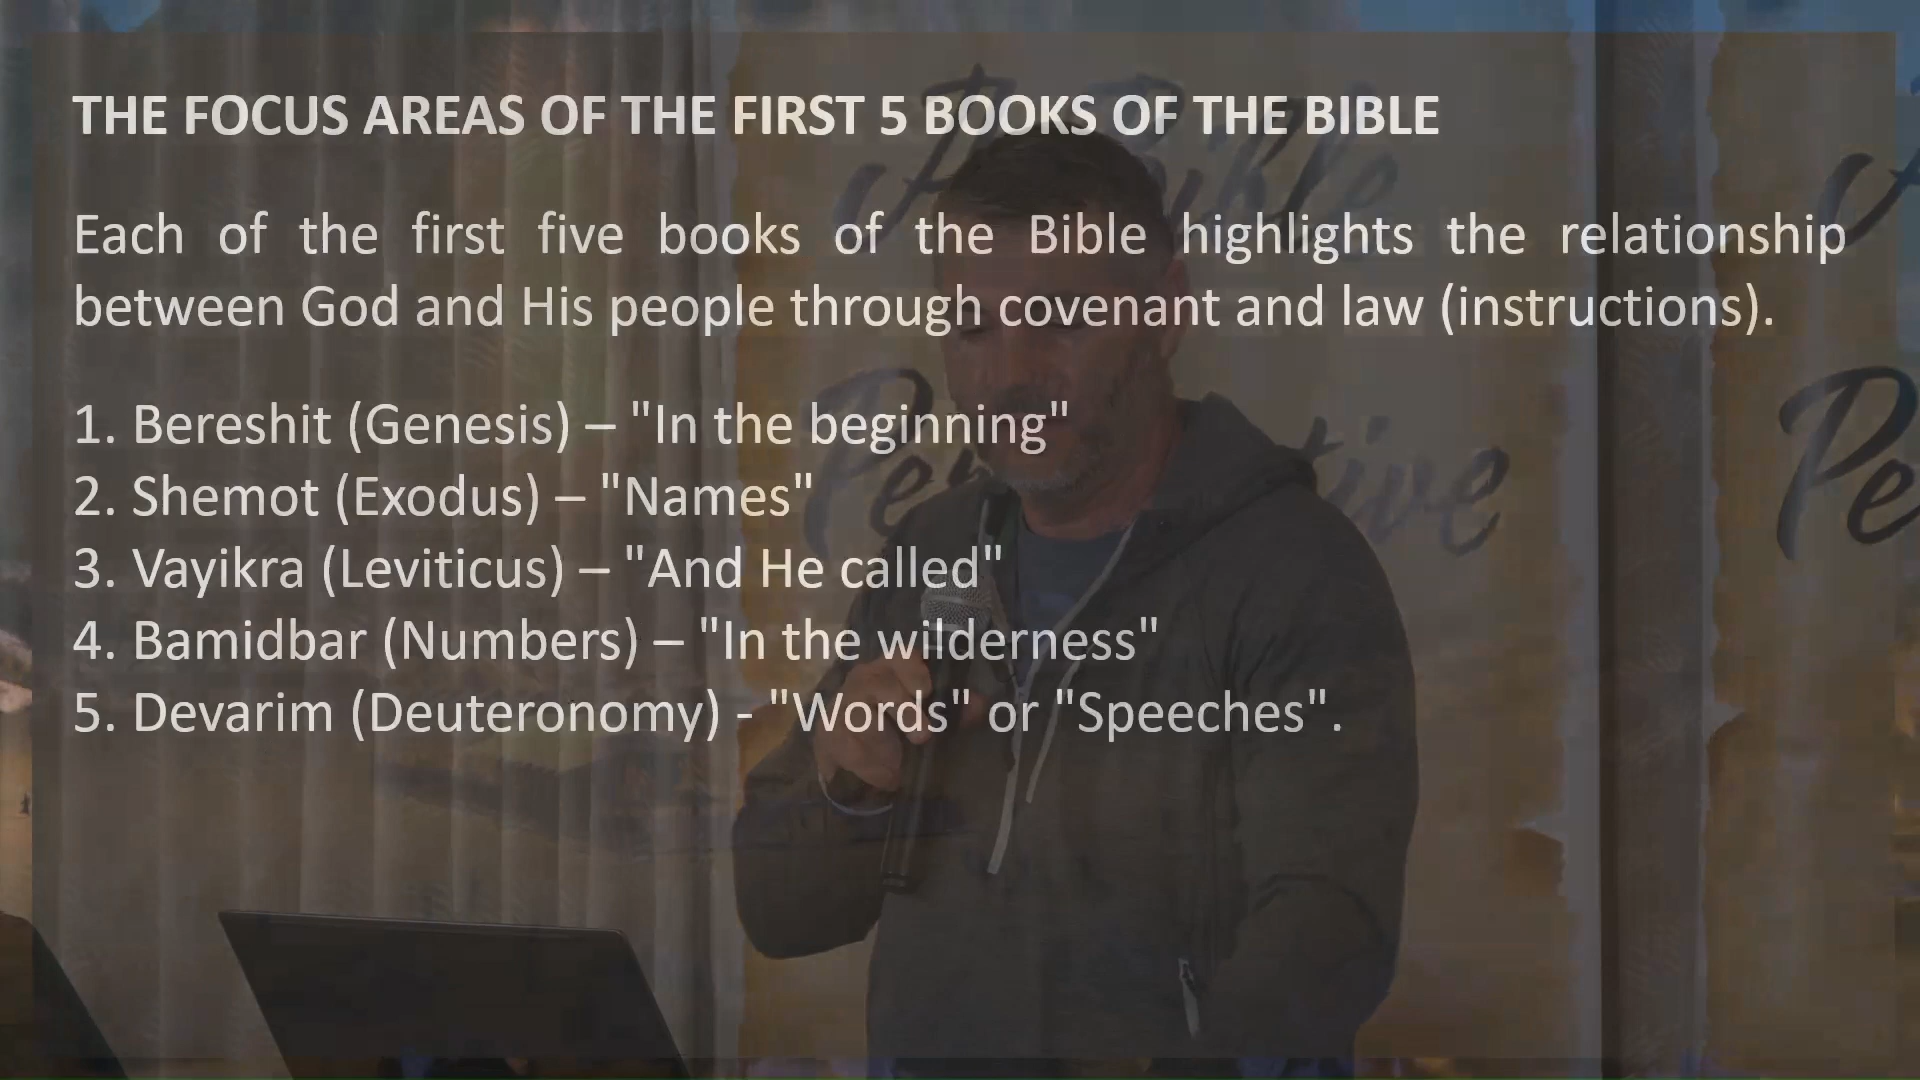 THE FOCUS AREAS OF THE FIRST 5 BOOKS OF THE BIBLE
Each of the first five books of the Bible highlights the relationship
between God and His people through covenant and law (instructions).
1. Bereshit (Genesis) – "In the beginning"
2. Shemot (Exodus) – "Names"
3. Vayikra (Leviticus) – "And He called"
4. Bamidbar (Numbers) – "In the wilderness"
5. Devarim (Deuteronomy) - "Words" or "Speeches".